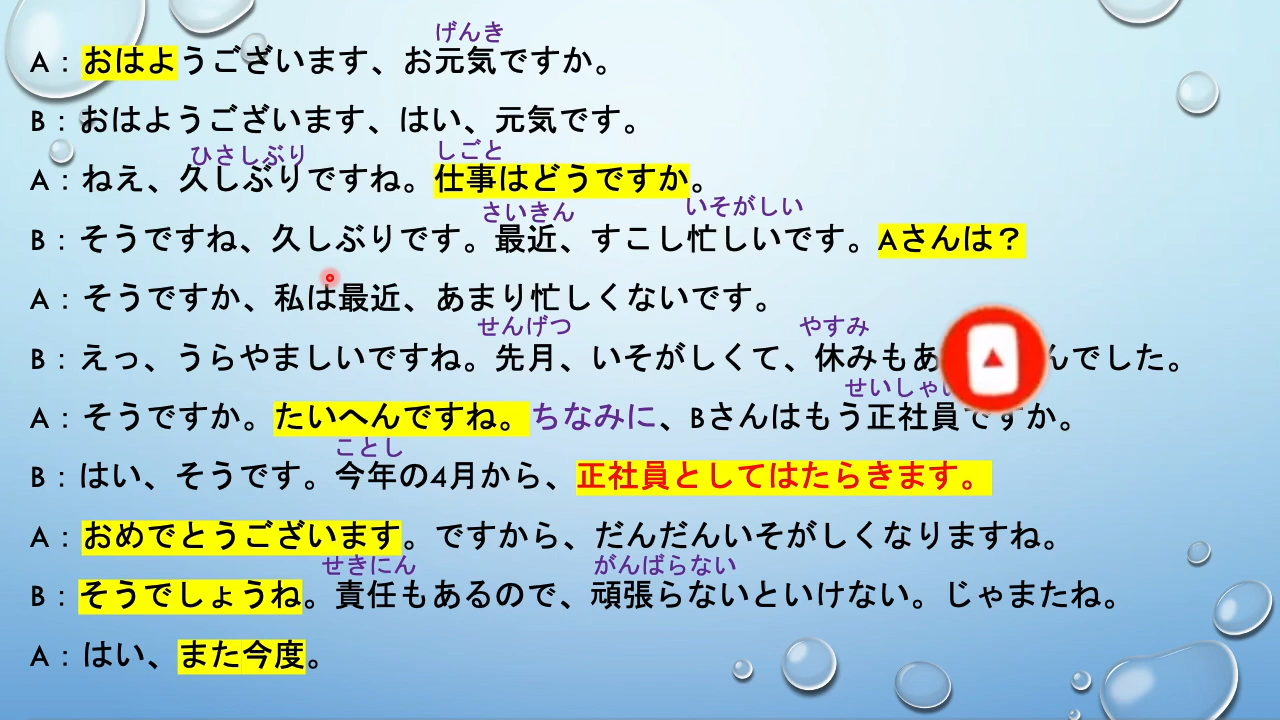 げんき
A：おはようございます、お元気ですか。
B：おはようございます、はい、元気です。
ひさしぶり しごと
A：ねえ、久しぶりですね。仕事はどうですか。
さいきん いそがしい
B：そうですね、久しぶりです。最近、すこし忙しいです。Aさんは？
A：そうですか、私は最近、あまり忙しくないです。
せんげつ やすみ
B：えっ、うらやましいですね。先月、いそがしくて、休みもあ んでした。
せいしゃい
A：そうですか。たいへんですね。ちなみに、Bさんはもう正社員ですか。
ことし
B：はい、そうです。今年の4月から、正社員としてはたらきます。
A：おめでとうございます。ですから、だんだんいそがしくなりますね。
せきにん がんばらない
B：そうでしょうね。責任もあるので、頑張らないといけない。じゃまたね。
A：はい、また今度。